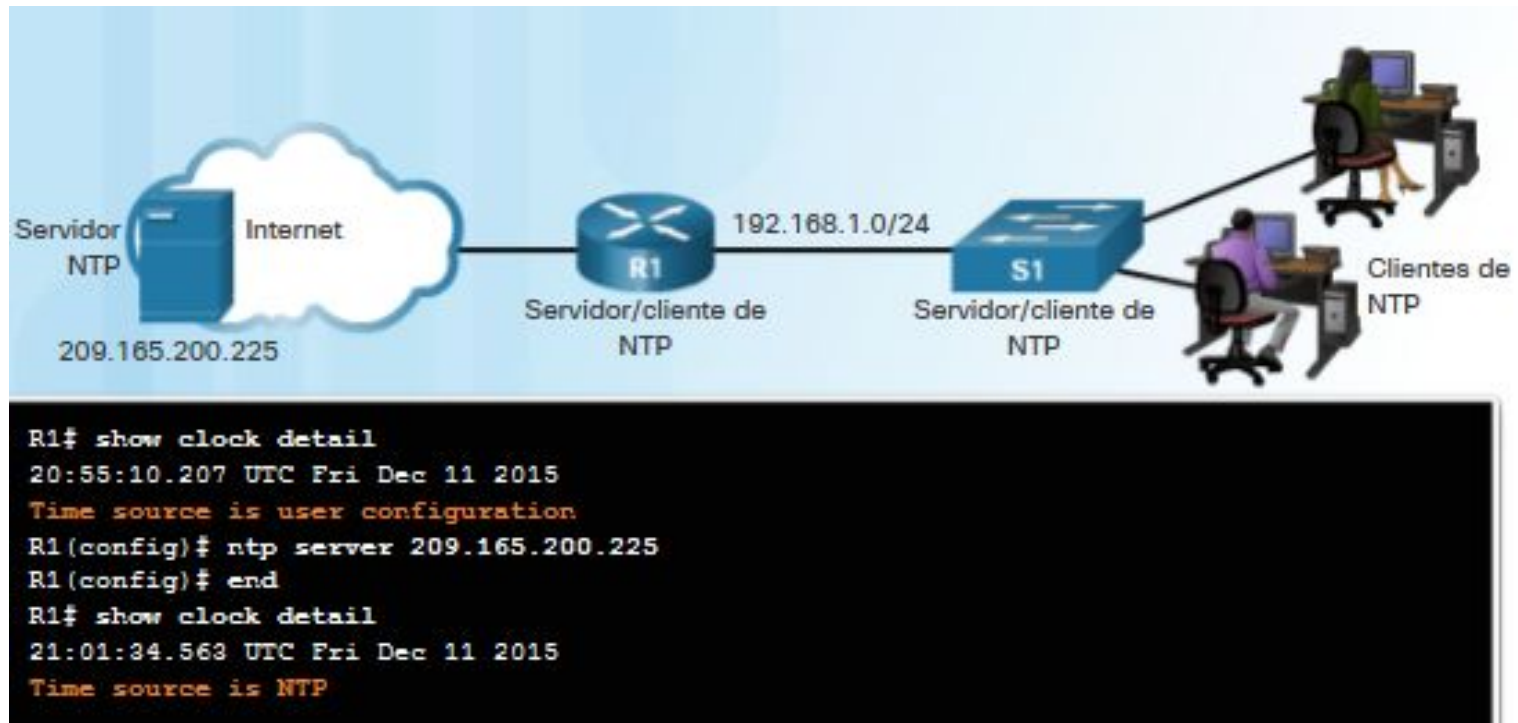 Servidor
NTP
Internet
209.165.200.225
R1
Servidor/cliente de
NTP
192.168.1.0/24
S1
Servidor/cliente de
NTP
Clientes de
NTP
R1# show clock detail
20:55:10.207 UTC Fri Dec 11 2015
Time source is user configuration
R1(config)# ntp server 209.165.200.225
R1(config)# end
R1# show clock detail
21:01:34.563 UTC Fri Dec 11 2015
Time source is NTP